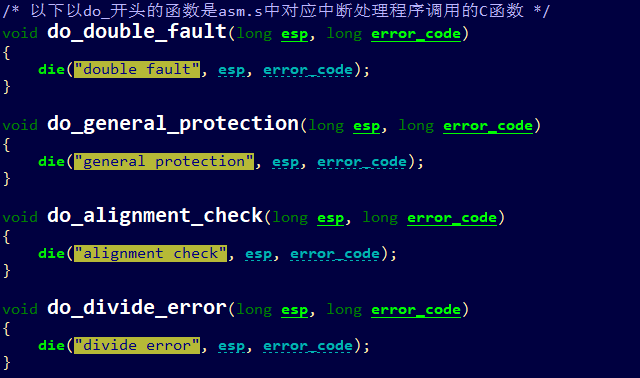 /* 以下以do_开头的函数是asm.s中对应中断处理程序调用的C函数 */
void do_double_fault(long esp, long error_code)
{
    die("double fault", esp, error_code);
}

void do_general_protection(long esp, long error_code)
{
    die("general protection", esp, error_code);
}

void do_alignment_check(long esp, long error_code)
{
    die("alignment check", esp, error_code);
}

void do_divide_error(long esp, long error_code)
{
    die("divide error", esp, error_code);
}